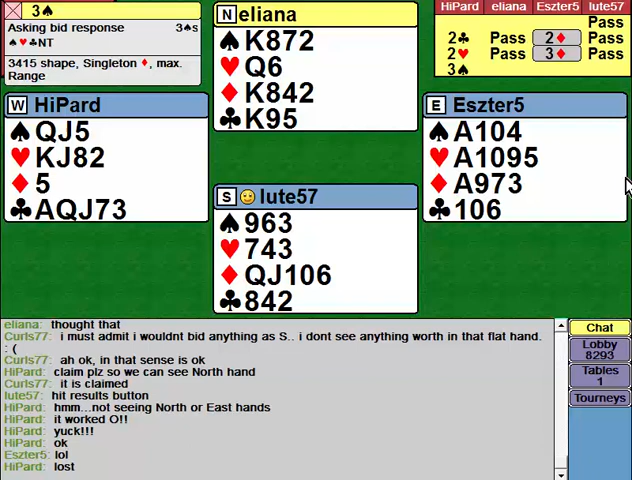 3♠
Asking bid response 3♠s
♠♥♣NT
3415 shape, Singleton ♦, max.
Range
N eliana
♠K872
♥Q6
♦K842
♣K95
HiPard eliana Eszter5 lute57
Pass
2♣ Pass 2♦ Pass
2♥ Pass 3♦ Pass
3♠
W HiPard
♠QJ5
♥KJ82
♦5
♣AQJ73
E Eszter5
♠A104
♥A1095
♦A973
♣106
S lute57
♠963
♥743
♦QJ106
♣842
eliana: thought that
Curls77: i must admit i wouldnt bid anything as S.. i dont see anything worth in that flat hand.
: (
Curls77: ah ok, in that sense is ok
HiPard: claim plz so we can see North hand
Curls77: it is claimed
lute57: hit results button
HiPard: hmm...not seeing North or East hands
HiPard: it worked O!!
HiPard: yuck!!!
HiPard: ok
Eszter5: lol
HiPard: lost
Chat
Lobby
8293
Tables
1
Tourneys